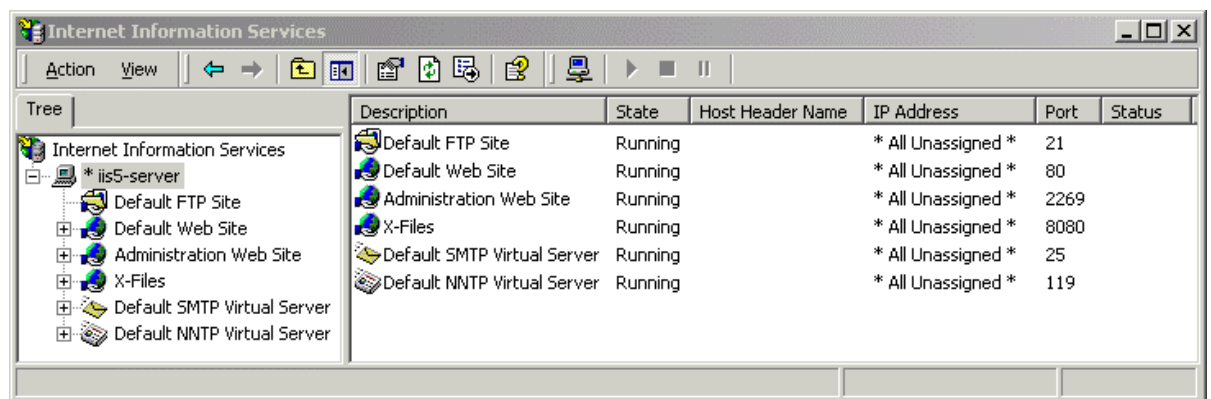 Internet Information Services
Action View
Tree
Description State Host Header Name IP Address Port Status
Internet Information Services
* iis5-server
Default FTP Site
Default Web Site
Administration Web Site
X-Files
Default SMTP Virtual Server
Default NNTP Virtual Server
Default FTP Site Running * All Unassigned * 21
Default Web Site Running * All Unassigned * 80
Administration Web Site Running * All Unassigned * 2269
X-Files Running * All Unassigned * 8080
Default SMTP Virtual Server Running * All Unassigned * 25
Default NNTP Virtual Server Running * All Unassigned * 119